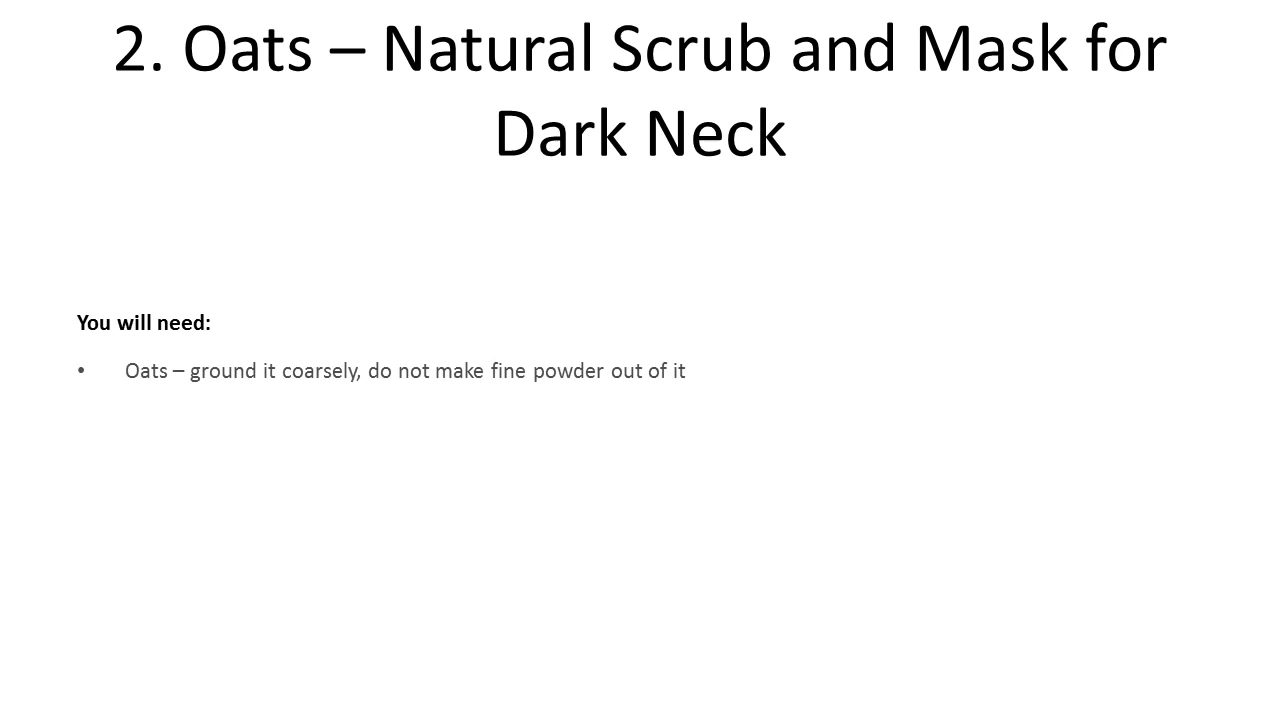 2. Oats – Natural Scrub and Mask for
Dark Neck
You will need:
• Oats – ground it coarsely, do not make fine powder out of it